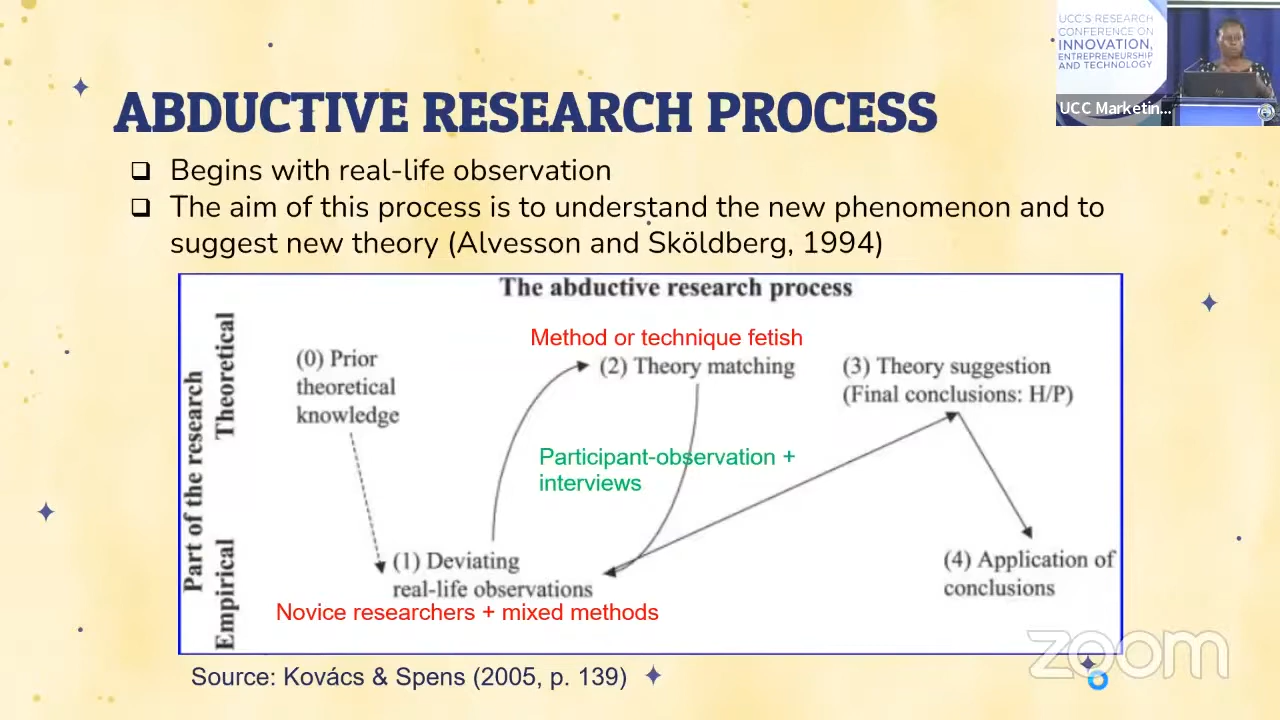 UCC'S RESEARCH
CONFERENCE ON
INNOVATION,
ENTREPRENEURSHIP
AND TECHNOLOGY
UCC Marketin...
ABDUCTIVE RESEARCH PROCESS
Begins with real-life observation
The aim of this process is to understand the new phenomenon and to
suggest new theory (Alvesson and Sköldberg, 1994)
The abductive research process
Part of the research
Theoretical
Empirical
Method or technique fetish
(0) Prior
theoretical
knowledge
(2) Theory matching
(3) Theory suggestion
(Final conclusions: H/P)
Participant-observation +
interviews
(1) Deviating
real-life observations
(4) Application of
conclusions
Novice researchers + mixed methods
Source: Kovács & Spens (2005, p. 139)
zoom